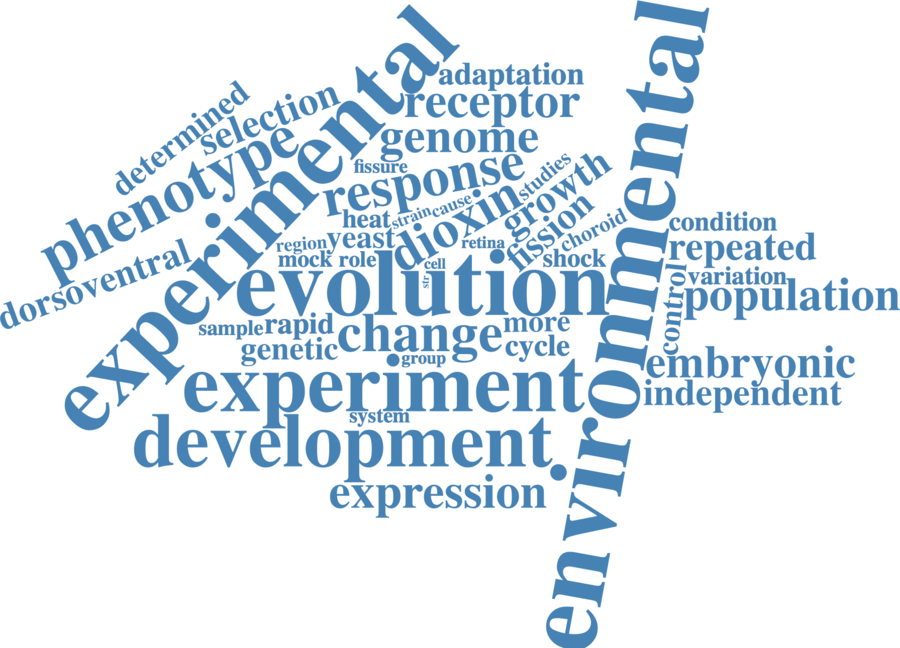 environmental
experimental
adaptation
receptor
determined
selection
genome
phenotype
fissure
response
studies
growth
heat
strain
cause
dioxin
fission
choroid
condition
region
yeast
retina
repeated
dorsoventral
mock
role
cell
shock
variation
str
evolution
control
population
sample
rapid
change
more
genetic
group
cycle
embryonic
experiment
independent
system
development
expression